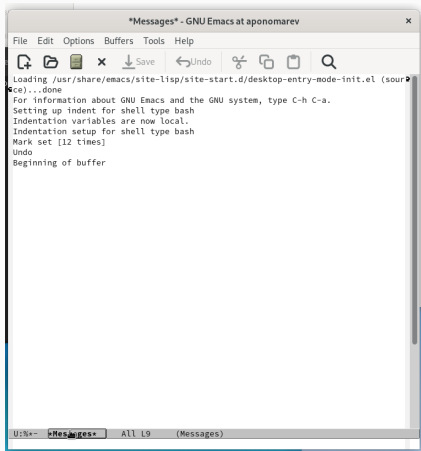 *Messages* - GNU Emacs at aponomarev
File Edit Options Buffers Tools Help
Save Undo
Loading /usr/share/emacs/site-lisp/site-start.d/desktop-entry-mode-init.el (sour
ce)...done
For information about GNU Emacs and the GNU system, type C-h C-a.
Setting up indent for shell type bash
Indentation variables are now local.
Indentation setup for shell type bash
Mark set [12 times]
Undo
Beginning of buffer
U:%*- *Messages* All L9 (Messages)